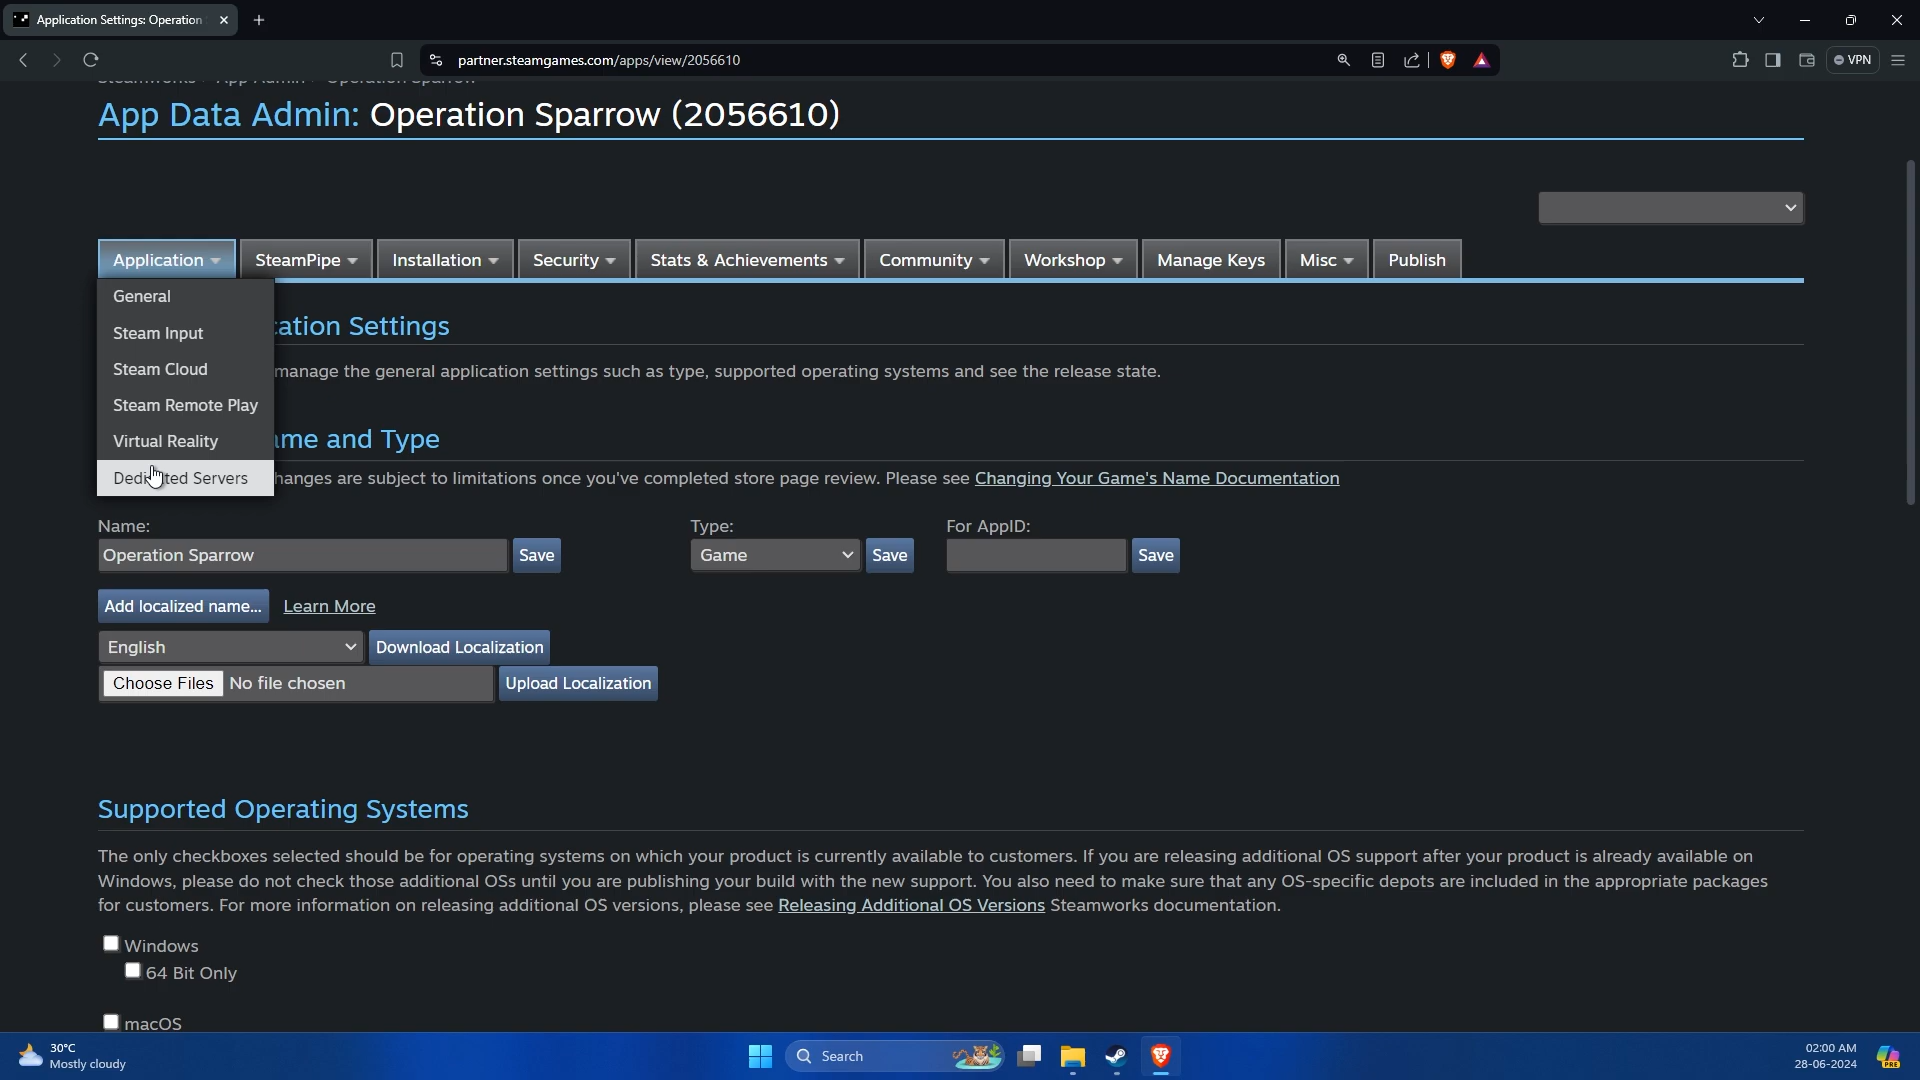 Application Settings: Operation
partner.steamgames.com/apps/view/2056610
VPN
App Data Admin: Operation Sparrow (2056610)
Application SteamPipe Installation Security Stats & Achievements Community Workshop Manage Keys Misc Publish
General
Steam Input
Steam Cloud
Steam Remote Play
Virtual Reality
Dedicated Servers
cation Settings
manage the general application settings such as type, supported operating systems and see the release state.
ame and Type
hanges are subject to limitations once you've completed store page review. Please see Changing Your Game's Name Documentation
Name: Type: For AppID:
Operation Sparrow Save Game Save Save
Add localized name... Learn More
English Download Localization
Choose Files No file chosen Upload Localization
Supported Operating Systems
The only checkboxes selected should be for operating systems on which your product is currently available to customers. If you are releasing additional OS support after your product is already available on
Windows, please do not check those additional OSs until you are publishing your build with the new support. You also need to make sure that any OS-specific depots are included in the appropriate packages
for customers. For more information on releasing additional OS versions, please see Releasing Additional OS Versions Steamworks documentation.
Windows
64 Bit Only
macOS
30°C
Mostly cloudy
Search
02:00 AM
28-06-2024
PRE